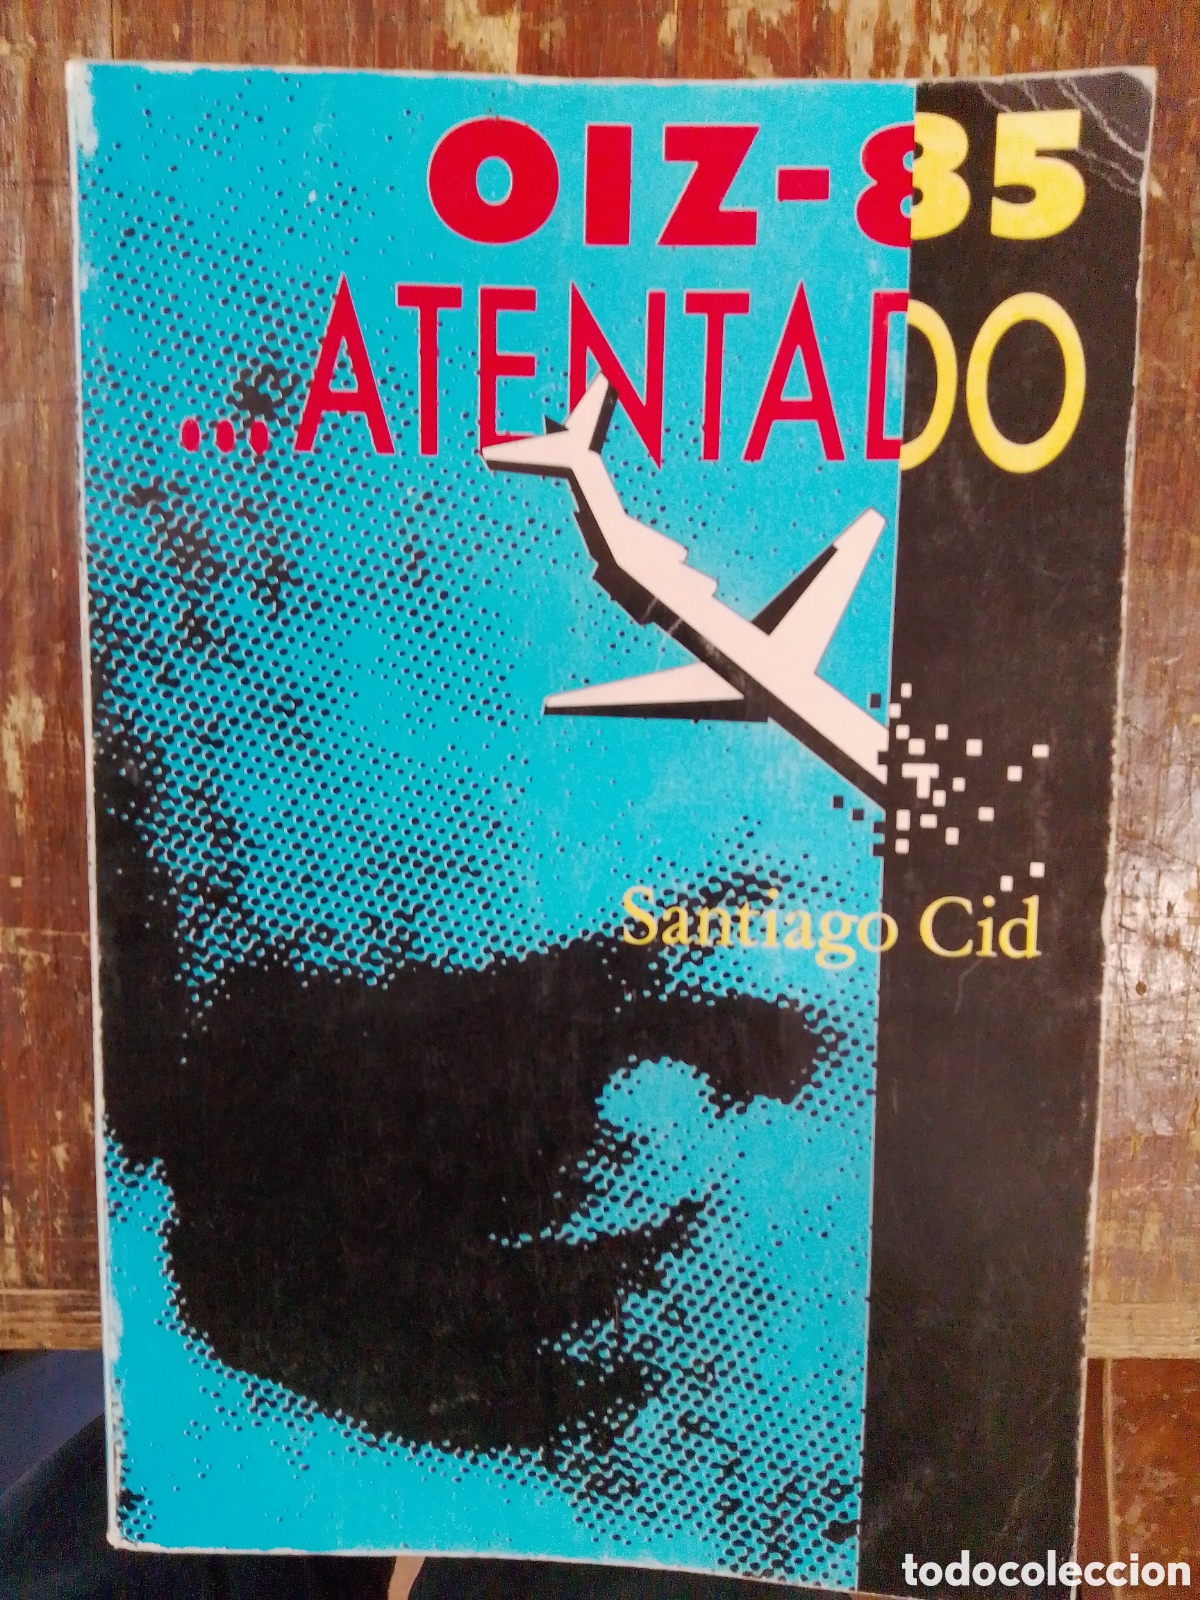 OIZ-85
...ATENTADO
Santiago Cid
todocoleccion